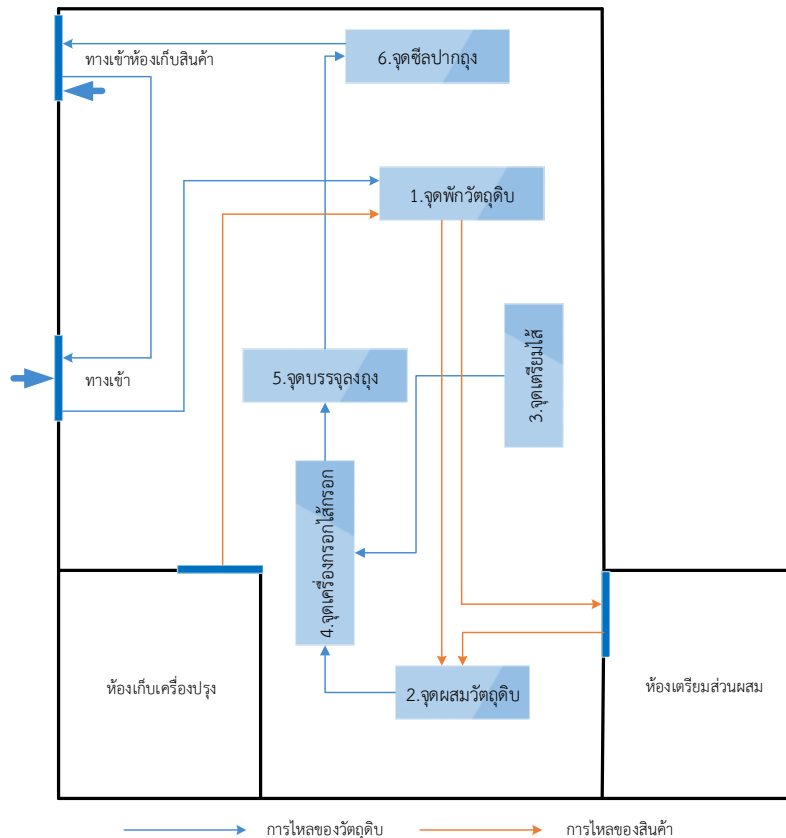 6.จุดซีลปากถุง
ทางเข้าห้องเก็บสินค้า
1.จุดพักวัตถุดิบ
3.จุดเตรียมไส้
5.จุดบรรจุลงถุง
ทางเข้า
4.จุดเครื่องกรอกไส้กรอก
ห้องเก็บเครื่องปรุง
2.จุดผสมวัตถุดิบ
ห้องเตรียมส่วนผสม
การไหลของวัตถุดิบ
การไหลของสินค้า